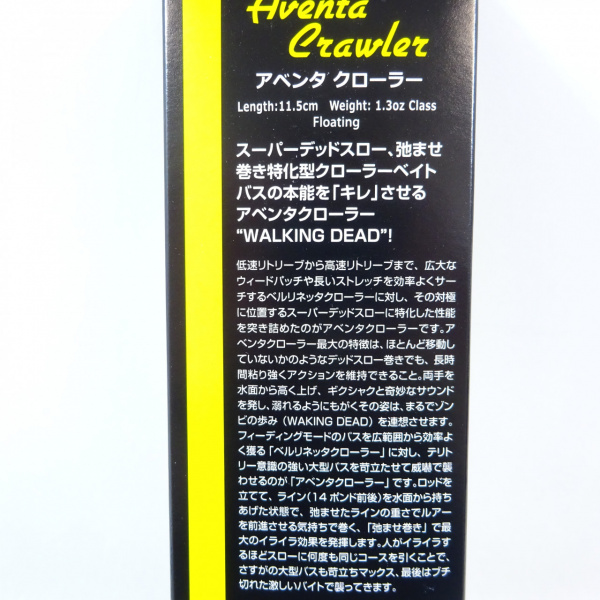 Aventa
Crawler
アベンタ クローラー
Length:11.5cm Weight: 1.3oz Class
Floating
スーパーデッドスロー、弛ませ
巻き特化型クローラーベイト
バスの本能を「キレ」させる
アベンタクローラー
“WALKING DEAD”!
低速リトリーブから高速リトリーブまで、広大な
ウィードパッチや長いストレッチを効率よくサー
チするベルリネッタクローラーに対し、その対極
に位置するスーパーデッドスローに特化した性能
を突き詰めたのがアベンタクローラーです。ア
ベンタクローラー最大の特徴は、ほとんど移動し
ていないかのようなデッドスロー巻きでも、長時
間粘り強くアクションを維持できること。両手を
水面から高く上げ、ギクシャクと奇妙なサウンド
を発し、溺れるようにもがくその姿は、まるでゾン
ビの歩み（WAKING DEAD）を連想させます。
フィーディングモードのバスを広範囲から効率よ
く獲る「ベルリネッタクローラー」に対し、テリト
リー意識の強い大型バスを苛立たせて威嚇で襲
わせるのが「アベンタクローラー」です。ロッドを
立てて、ライン（14ポンド前後）を水面から持ち
あげた状態で、弛ませたラインの重さでルアー
を前進させる気持ちで巻く、「弛ませ巻き」で最
大のイライラ効果を発揮します。人がイライラす
るほどスローに何度も同じコースを引くことで、
さすがの大型バスも苛立ちマックス、最後はブチ
切れた激しいバイトで襲ってきます。